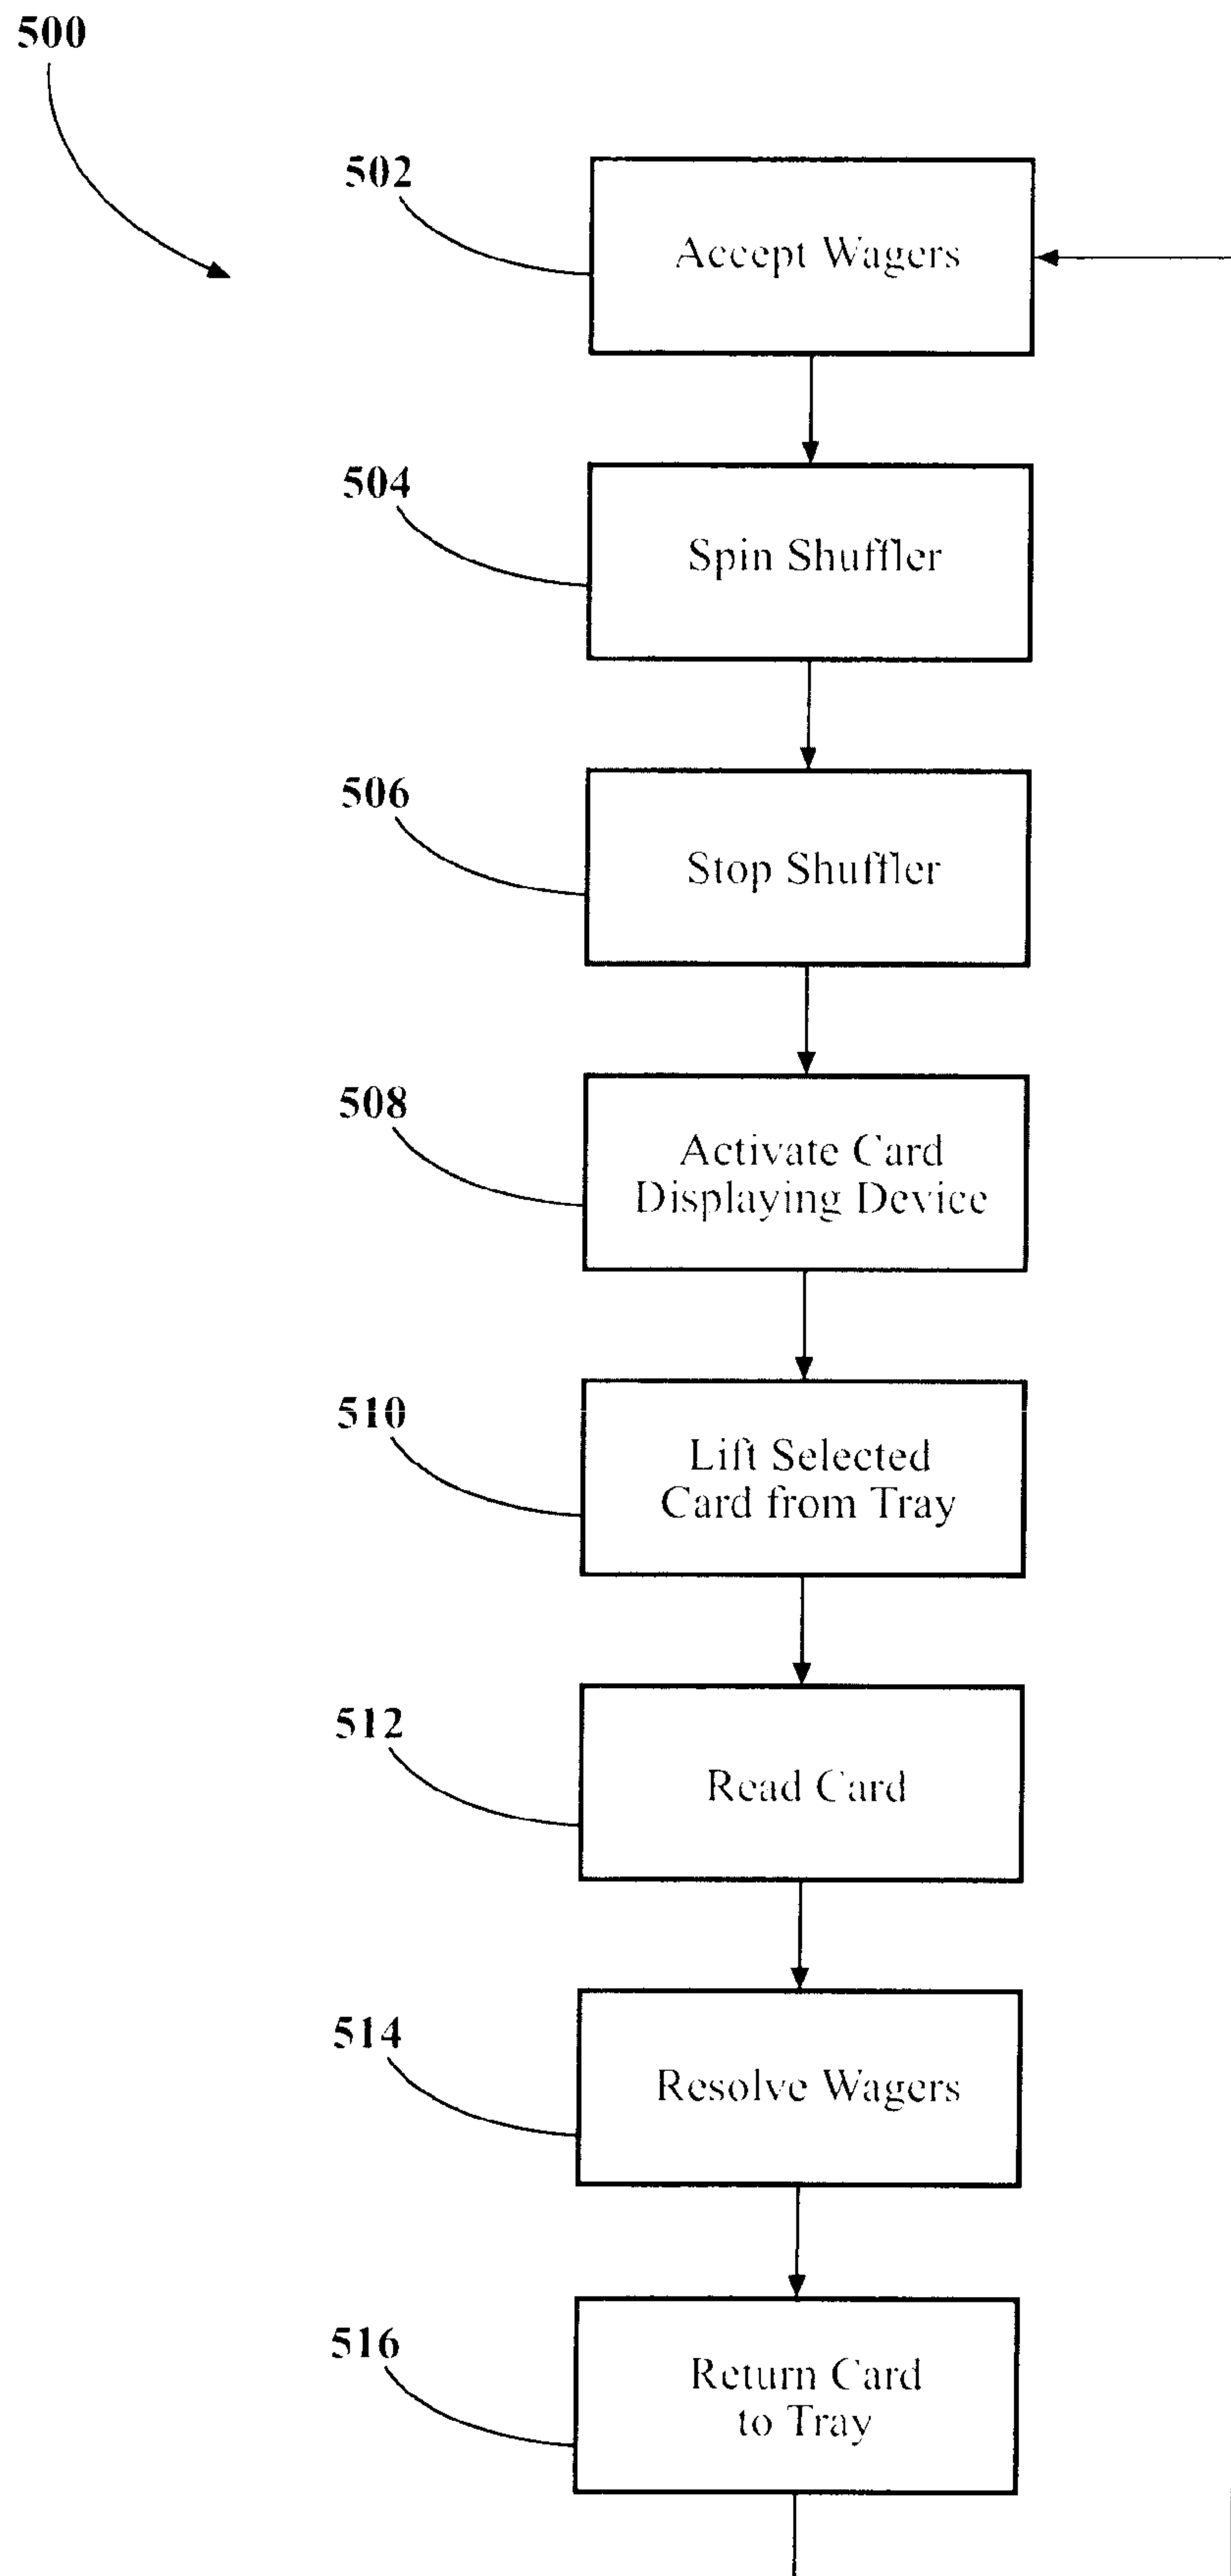 500
502
Accept Wagers
504
Spin Shuffler
506
Stop Shuffler
508
Activate Card
Displaying Device
510
Lift Selected
Card from Tray
512
Read Card
514
Resolve Wagers
516
Return Card
to Tray